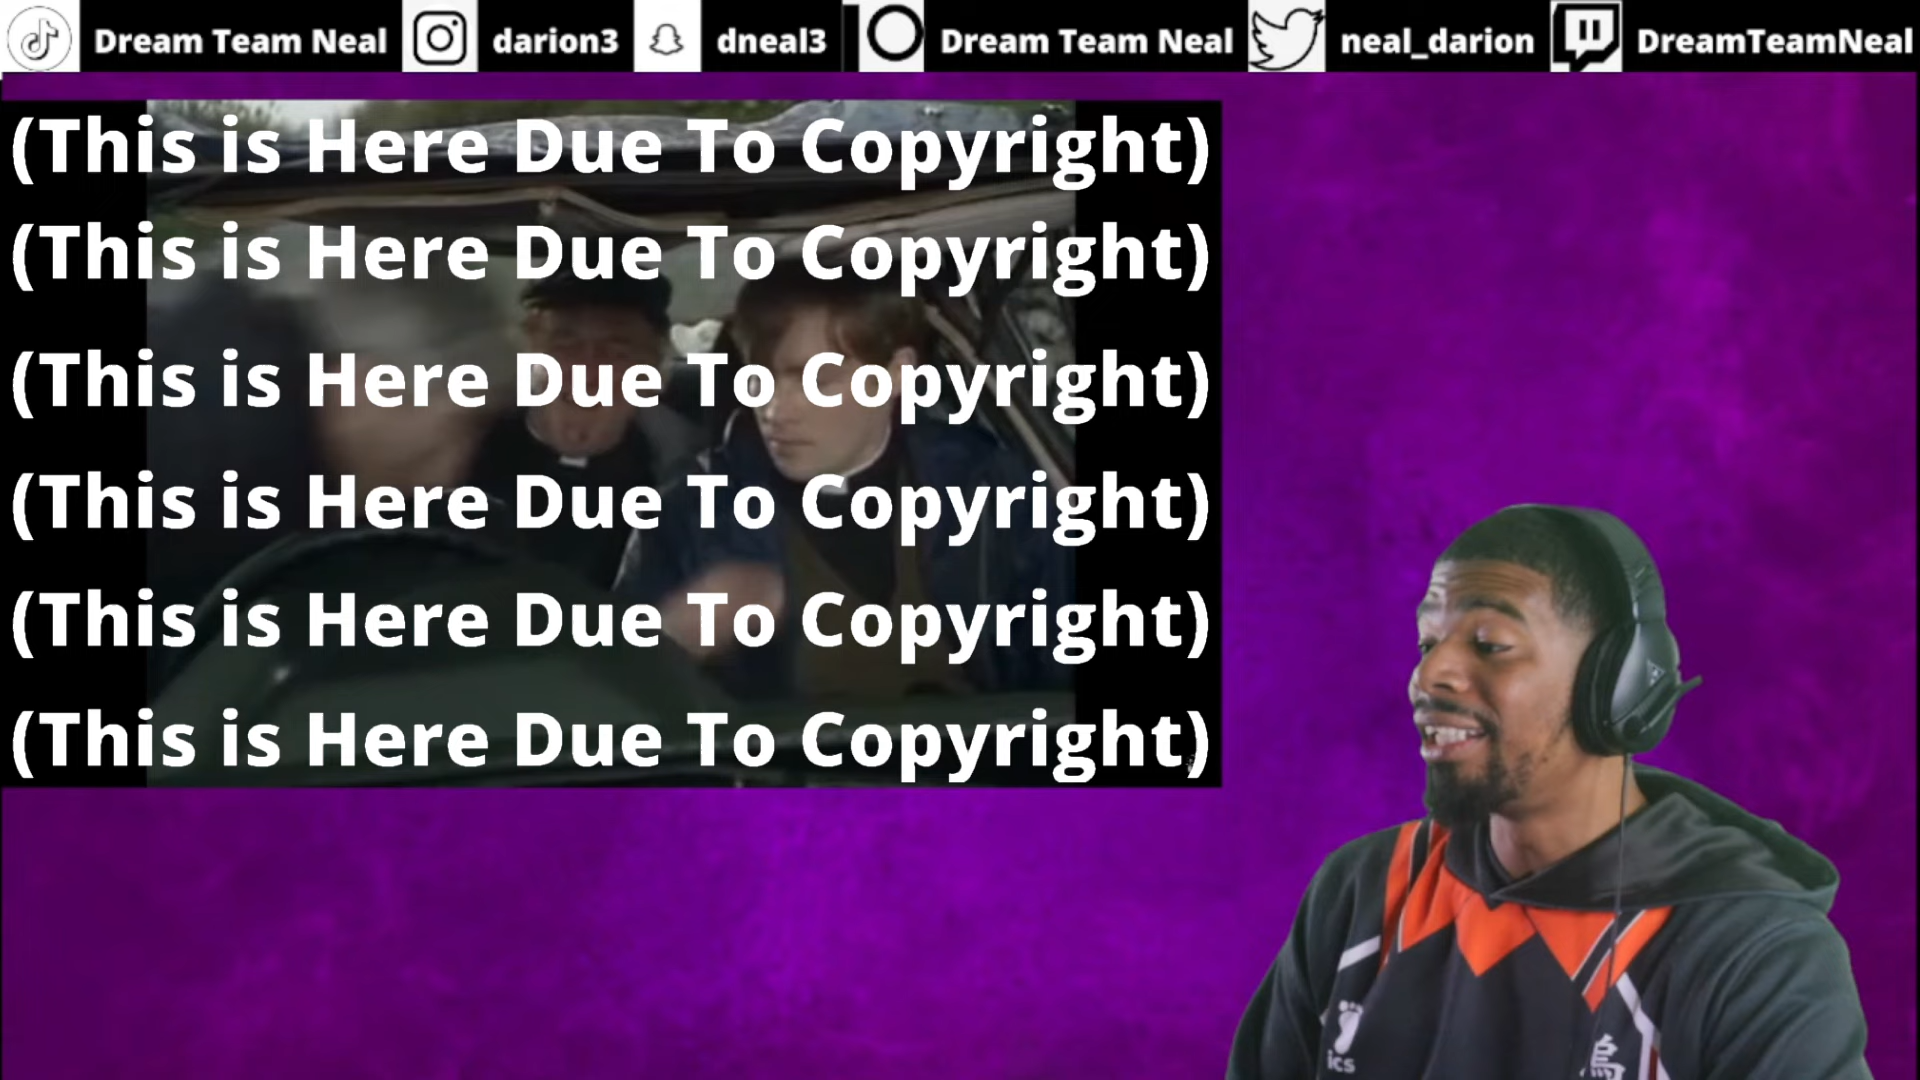 Dream Team Neal darion3 dneal3 Dream Team Neal neal_darion DreamTeamNeal
(This is Here Due To Copyright)
(This is Here Due To Copyright)
(This is Here Due To Copyright)
(This is Here Due To Copyright)
(This is Here Due To Copyright)
(This is Here Due To Copyright)
ics
烏